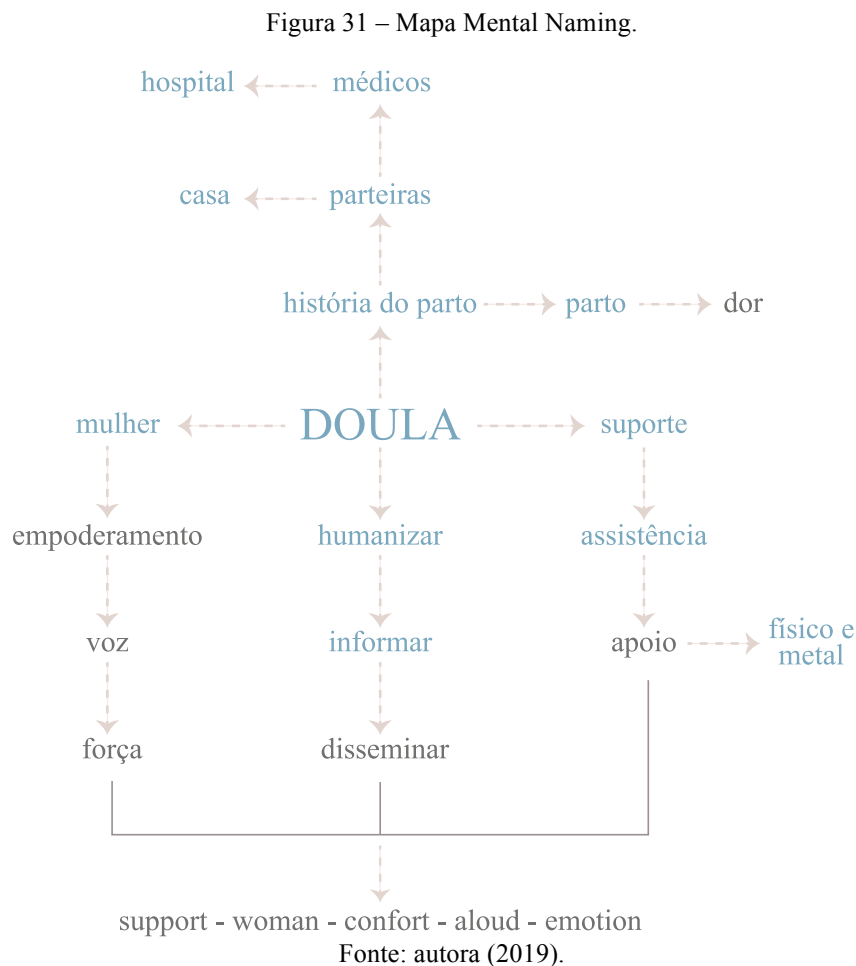 Figura 31 – Mapa Mental Naming.
hospital médicos
casa parteiras
história do parto parto dor
mulher DOULA suporte
empoderamento humanizar assistência
voz informar apoio físico e
metal
força disseminar
support - woman - confort - aloud - emotion
Fonte: autora (2019).